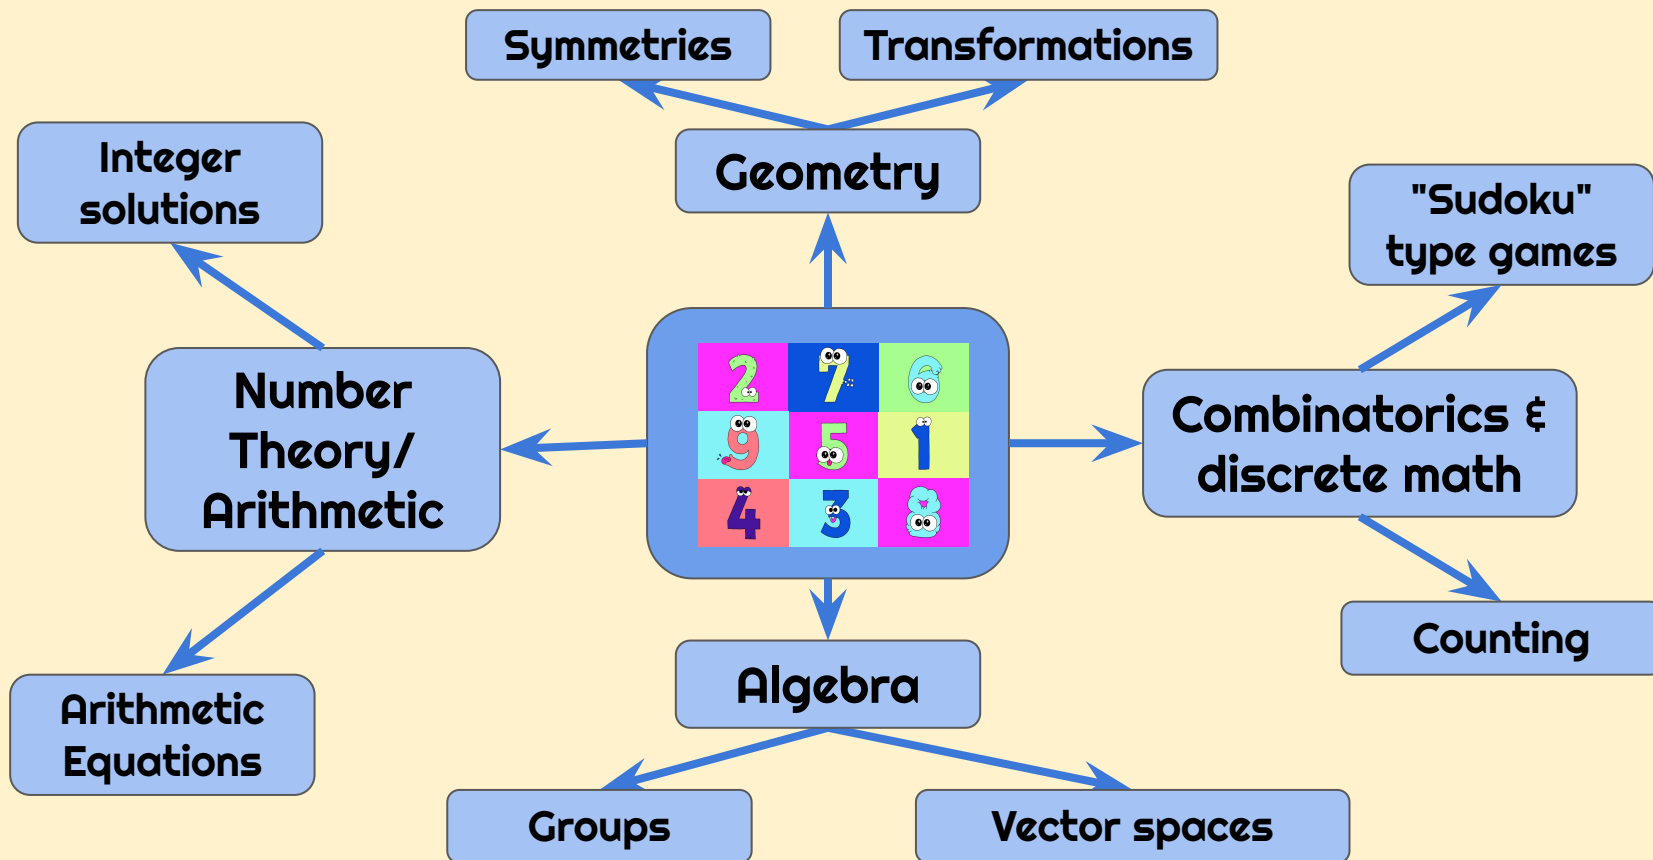 Symmetries
Transformations
Geometry
Integer
solutions
"Sudoku"
type games
2 7 6
9 5 1
4 3 8
Number
Theory/
Arithmetic
Combinatorics &
discrete math
Counting
Algebra
Arithmetic
Equations
Groups
Vector spaces